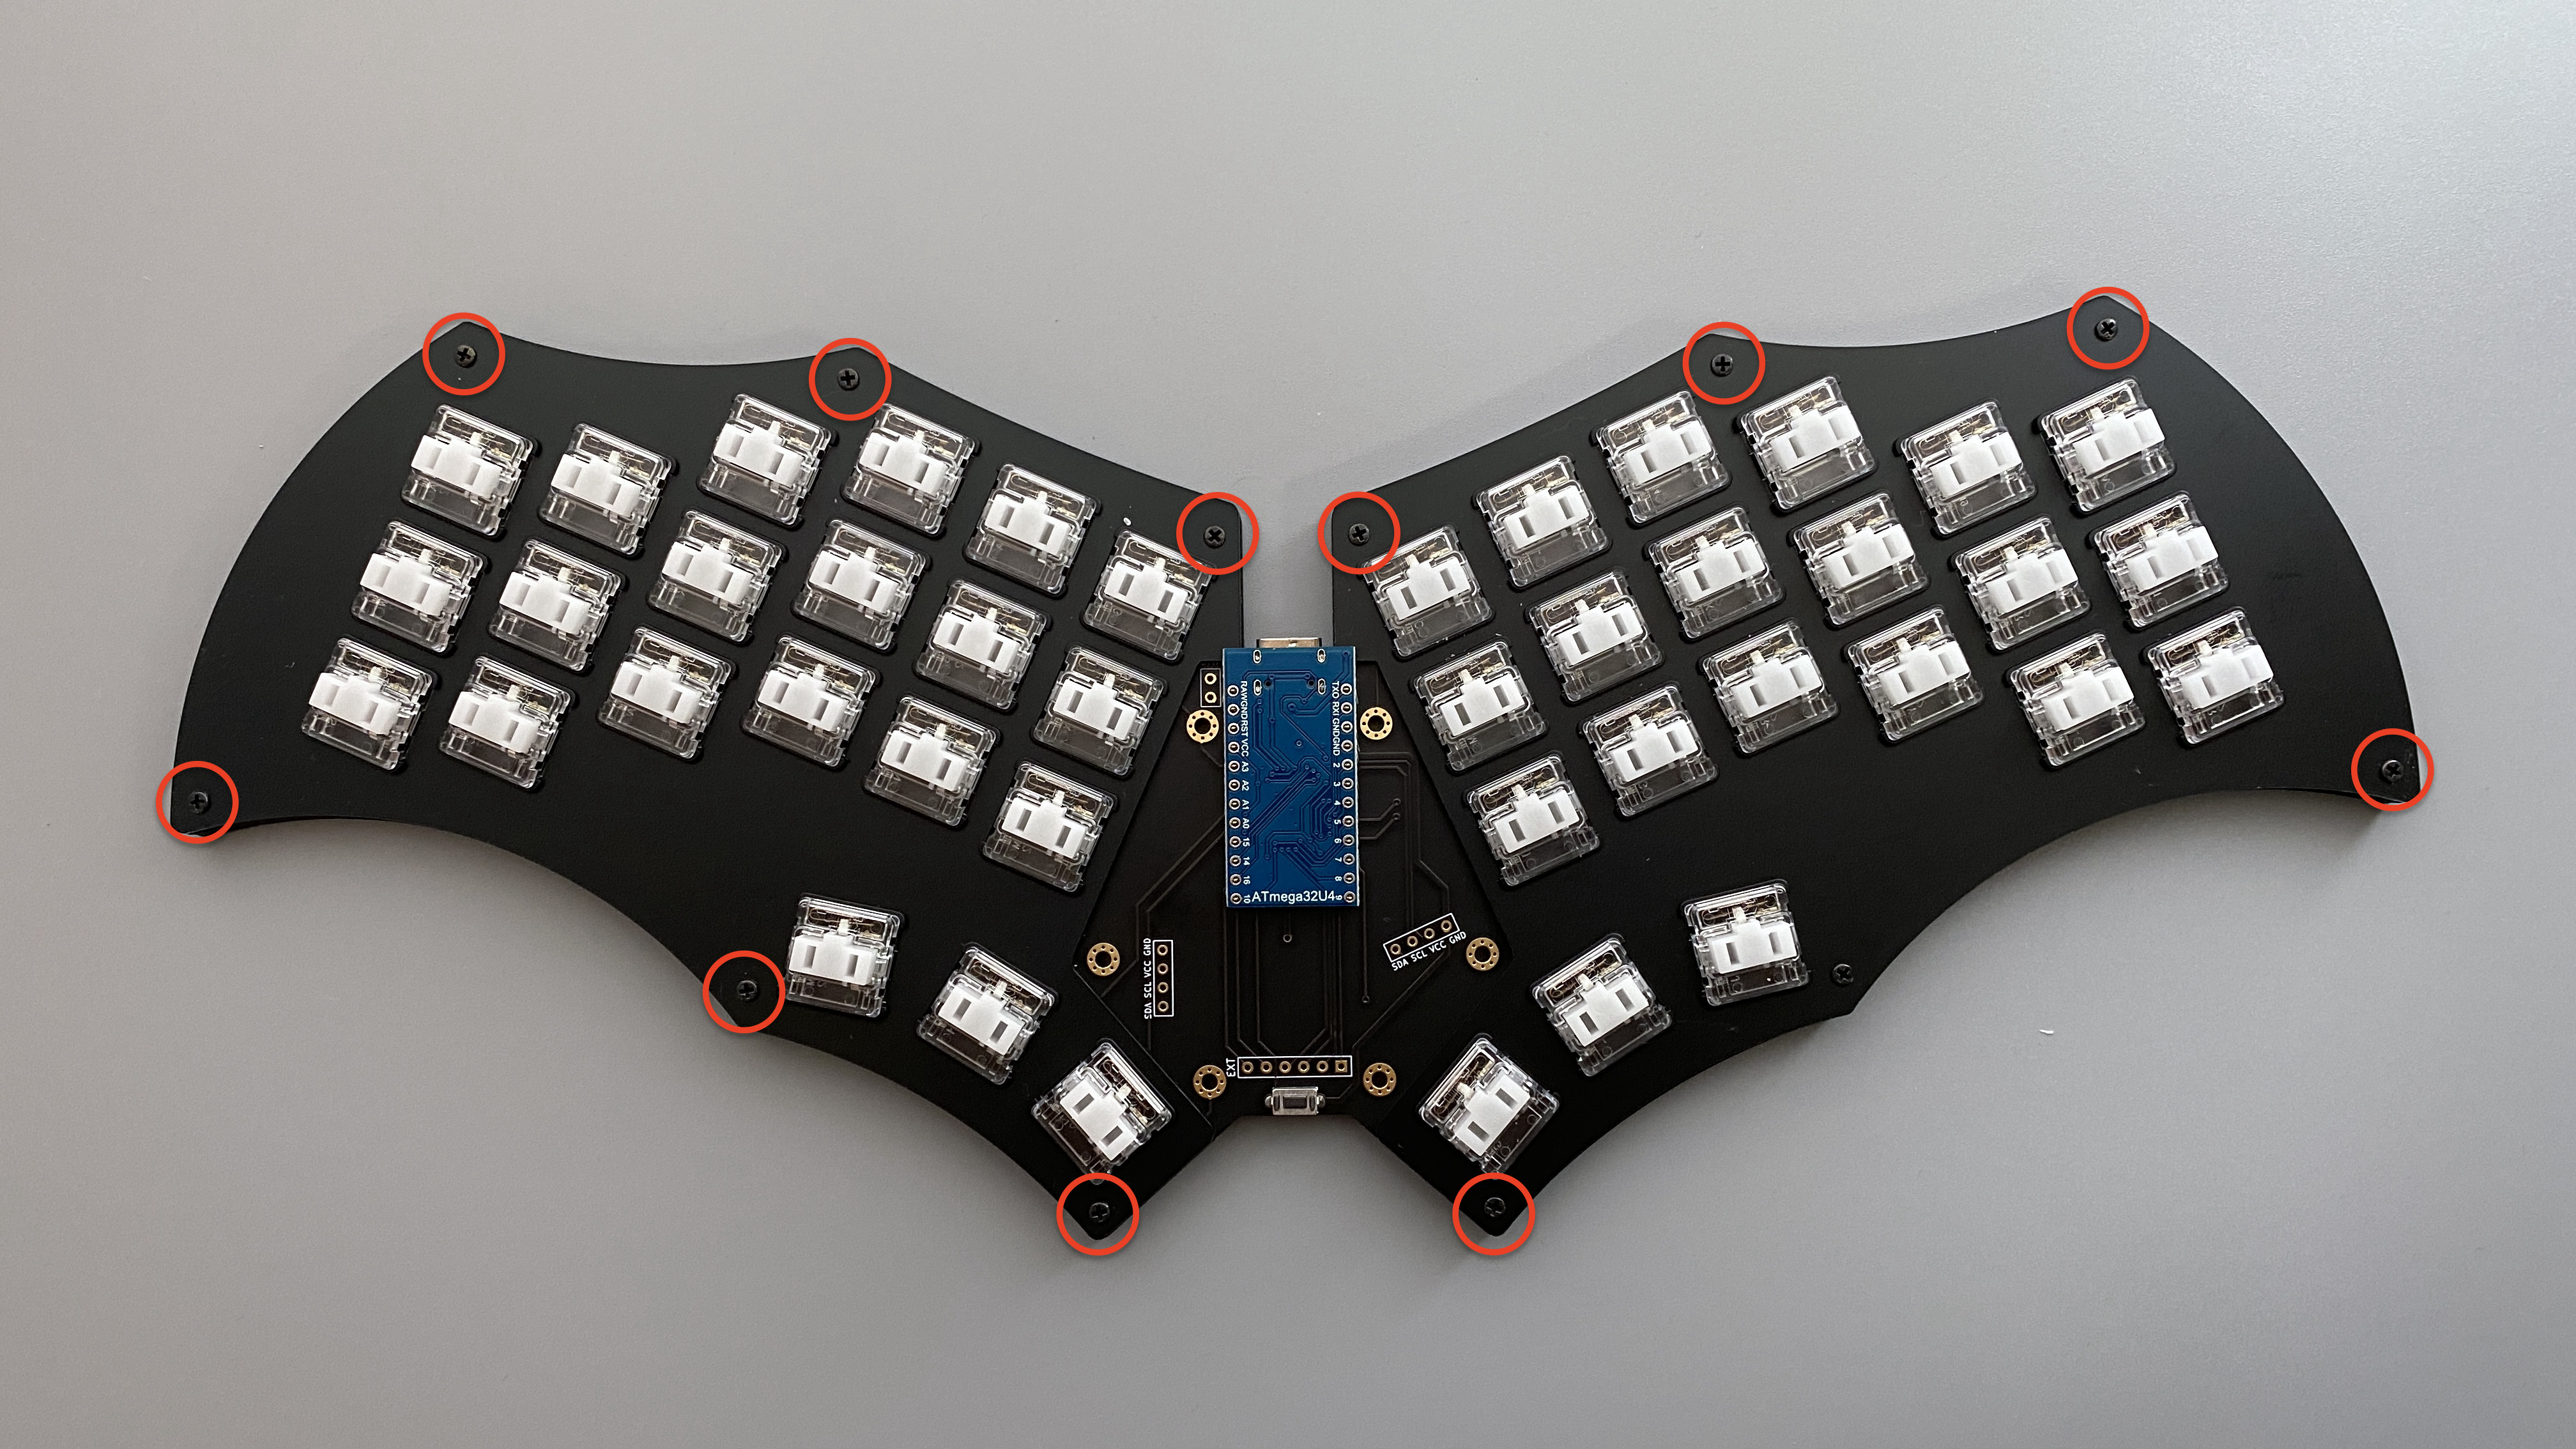 RAW GND RST VCC A3 A2 A1 A0 15 14 16 10
TXO RXI GND GND 2 3 4 5 6 7 8 9
ATmega32U4
SDA SCL VCC GND
SDA SCL VCC GND
EXT